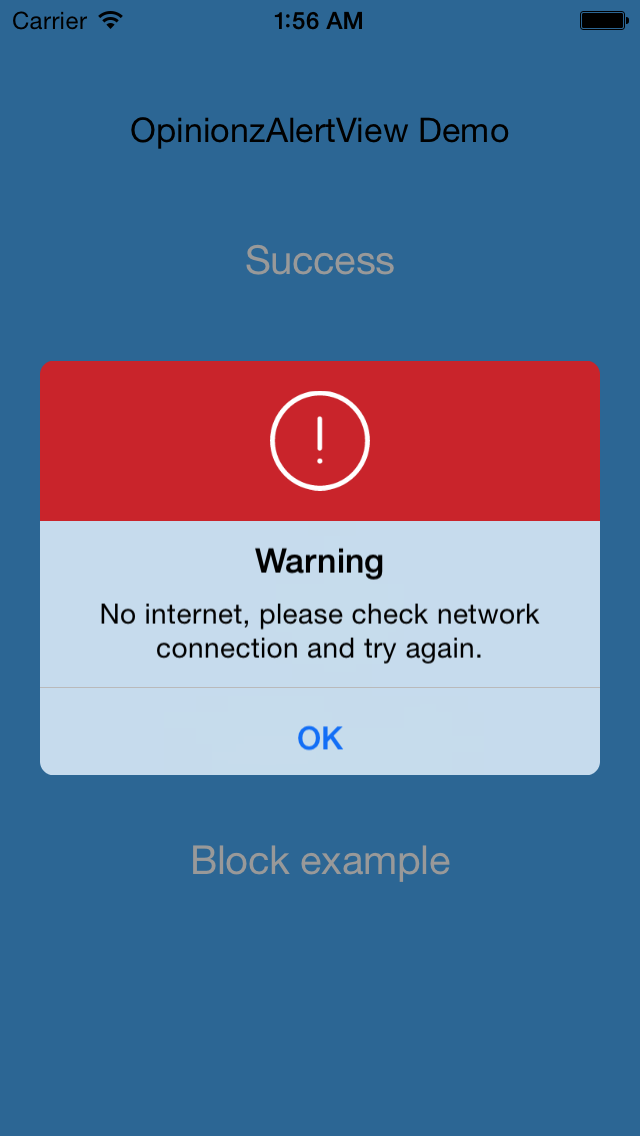 Carrier 1:56 AM
OpinionzAlertView Demo
Success
!
Warning
No internet, please check network
connection and try again.
OK
Block example